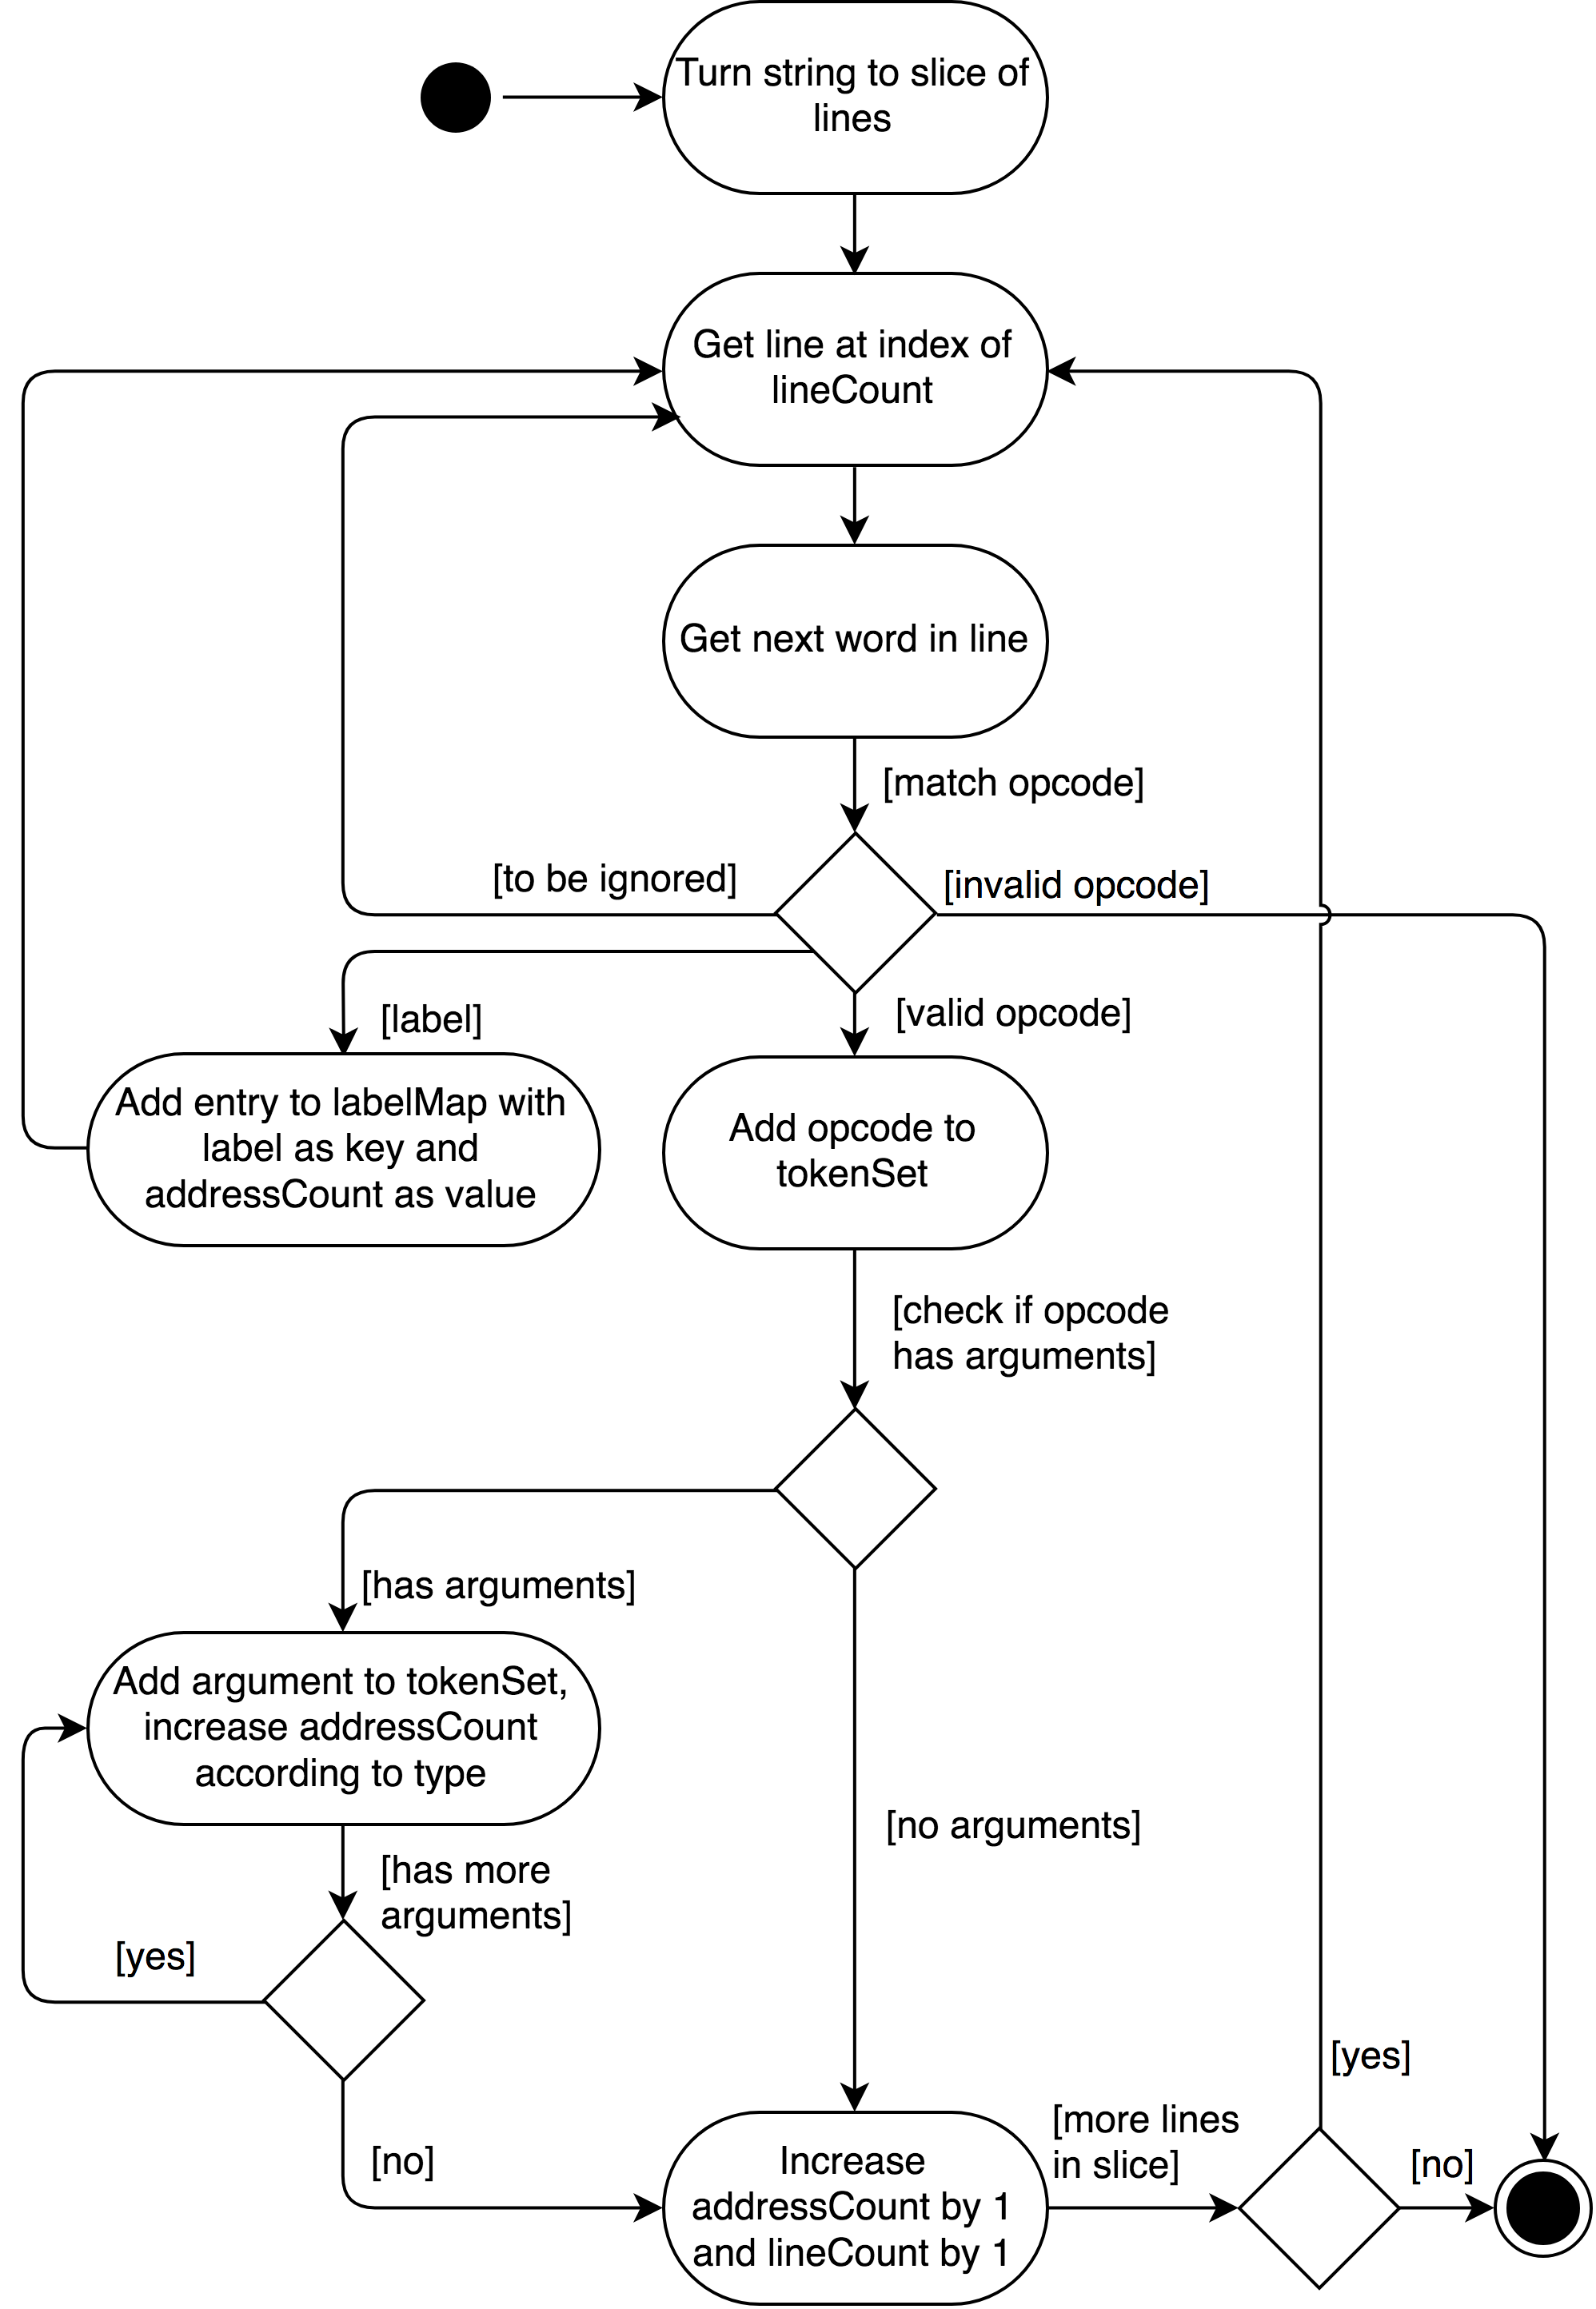 Turn string to slice of
lines
Get line at index of
lineCount
Get next word in line
[match opcode]
[to be ignored]
[invalid opcode]
[label]
[valid opcode]
Add entry to labelMap with
label as key and
addressCount as value
Add opcode to
tokenSet
[check if opcode
has arguments]
[has arguments]
Add argument to tokenSet,
increase addressCount
according to type
[no arguments]
[has more
arguments]
[yes]
[no]
Increase
addressCount by 1
and lineCount by 1
[more lines
in slice]
[yes]
[no]